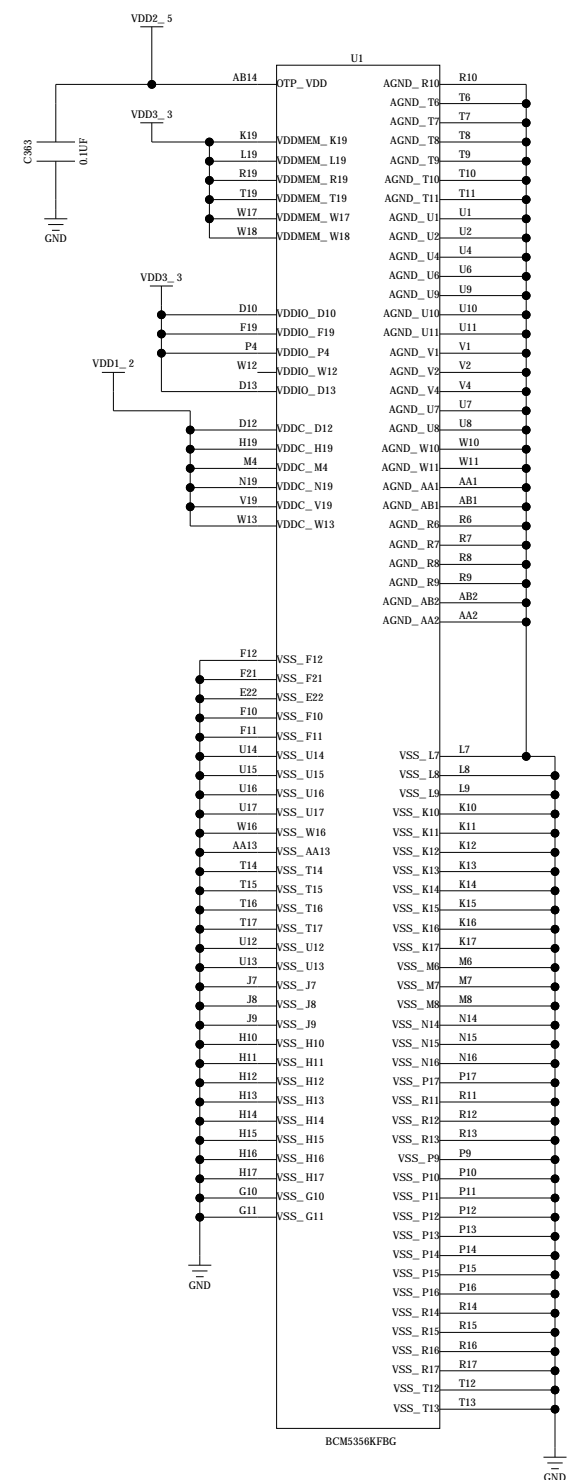 VDD2_5
U1
AB14 OTP_VDD
VDD3_3
C363
0.1UF
GND
K19 VDDMEM_K19
L19 VDDMEM_L19
R19 VDDMEM_R19
T19 VDDMEM_T19
W17 VDDMEM_W17
W18 VDDMEM_W18
VDD3_3
D10 VDDIO_D10
F19 VDDIO_F19
P4 VDDIO_P4
W12 VDDIO_W12
D13 VDDIO_D13
VDD1_2
D12 VDDC_D12
H19 VDDC_H19
M4 VDDC_M4
N19 VDDC_N19
V19 VDDC_V19
W13 VDDC_W13
F12 VSS_F12
F21 VSS_F21
E22 VSS_E22
F10 VSS_F10
F11 VSS_F11
U14 VSS_U14
U15 VSS_U15
U16 VSS_U16
U17 VSS_U17
W16 VSS_W16
AA13 VSS_AA13
T14 VSS_T14
T15 VSS_T15
T16 VSS_T16
T17 VSS_T17
U12 VSS_U12
U13 VSS_U13
J7 VSS_J7
J8 VSS_J8
J9 VSS_J9
H10 VSS_H10
H11 VSS_H11
H12 VSS_H12
H13 VSS_H13
H14 VSS_H14
H15 VSS_H15
H16 VSS_H16
H17 VSS_H17
G10 VSS_G10
G11 VSS_G11
GND
AGND_R10 R10
AGND_T6 T6
AGND_T7 T7
AGND_T8 T8
AGND_T9 T9
AGND_T10 T10
AGND_T11 T11
AGND_U1 U1
AGND_U2 U2
AGND_U4 U4
AGND_U6 U6
AGND_U9 U9
AGND_U10 U10
AGND_U11 U11
AGND_V1 V1
AGND_V2 V2
AGND_V4 V4
AGND_U7 U7
AGND_U8 U8
AGND_W10 W10
AGND_W11 W11
AGND_AA1 AA1
AGND_AB1 AB1
AGND_R6 R6
AGND_R7 R7
AGND_R8 R8
AGND_R9 R9
AGND_AB2 AB2
AGND_AA2 AA2
VSS_L7 L7
VSS_L8 L8
VSS_L9 L9
VSS_K10 K10
VSS_K11 K11
VSS_K12 K12
VSS_K13 K13
VSS_K14 K14
VSS_K15 K15
VSS_K16 K16
VSS_K17 K17
VSS_M6 M6
VSS_M7 M7
VSS_M8 M8
VSS_N14 N14
VSS_N15 N15
VSS_N16 N16
VSS_P17 P17
VSS_R11 R11
VSS_R12 R12
VSS_R13 R13
VSS_P9 P9
VSS_P10 P10
VSS_P11 P11
VSS_P12 P12
VSS_P13 P13
VSS_P14 P14
VSS_P15 P15
VSS_P16 P16
VSS_R14 R14
VSS_R15 R15
VSS_R16 R16
VSS_R17 R17
VSS_T12 T12
VSS_T13 T13
BCM5356KFBG
GND